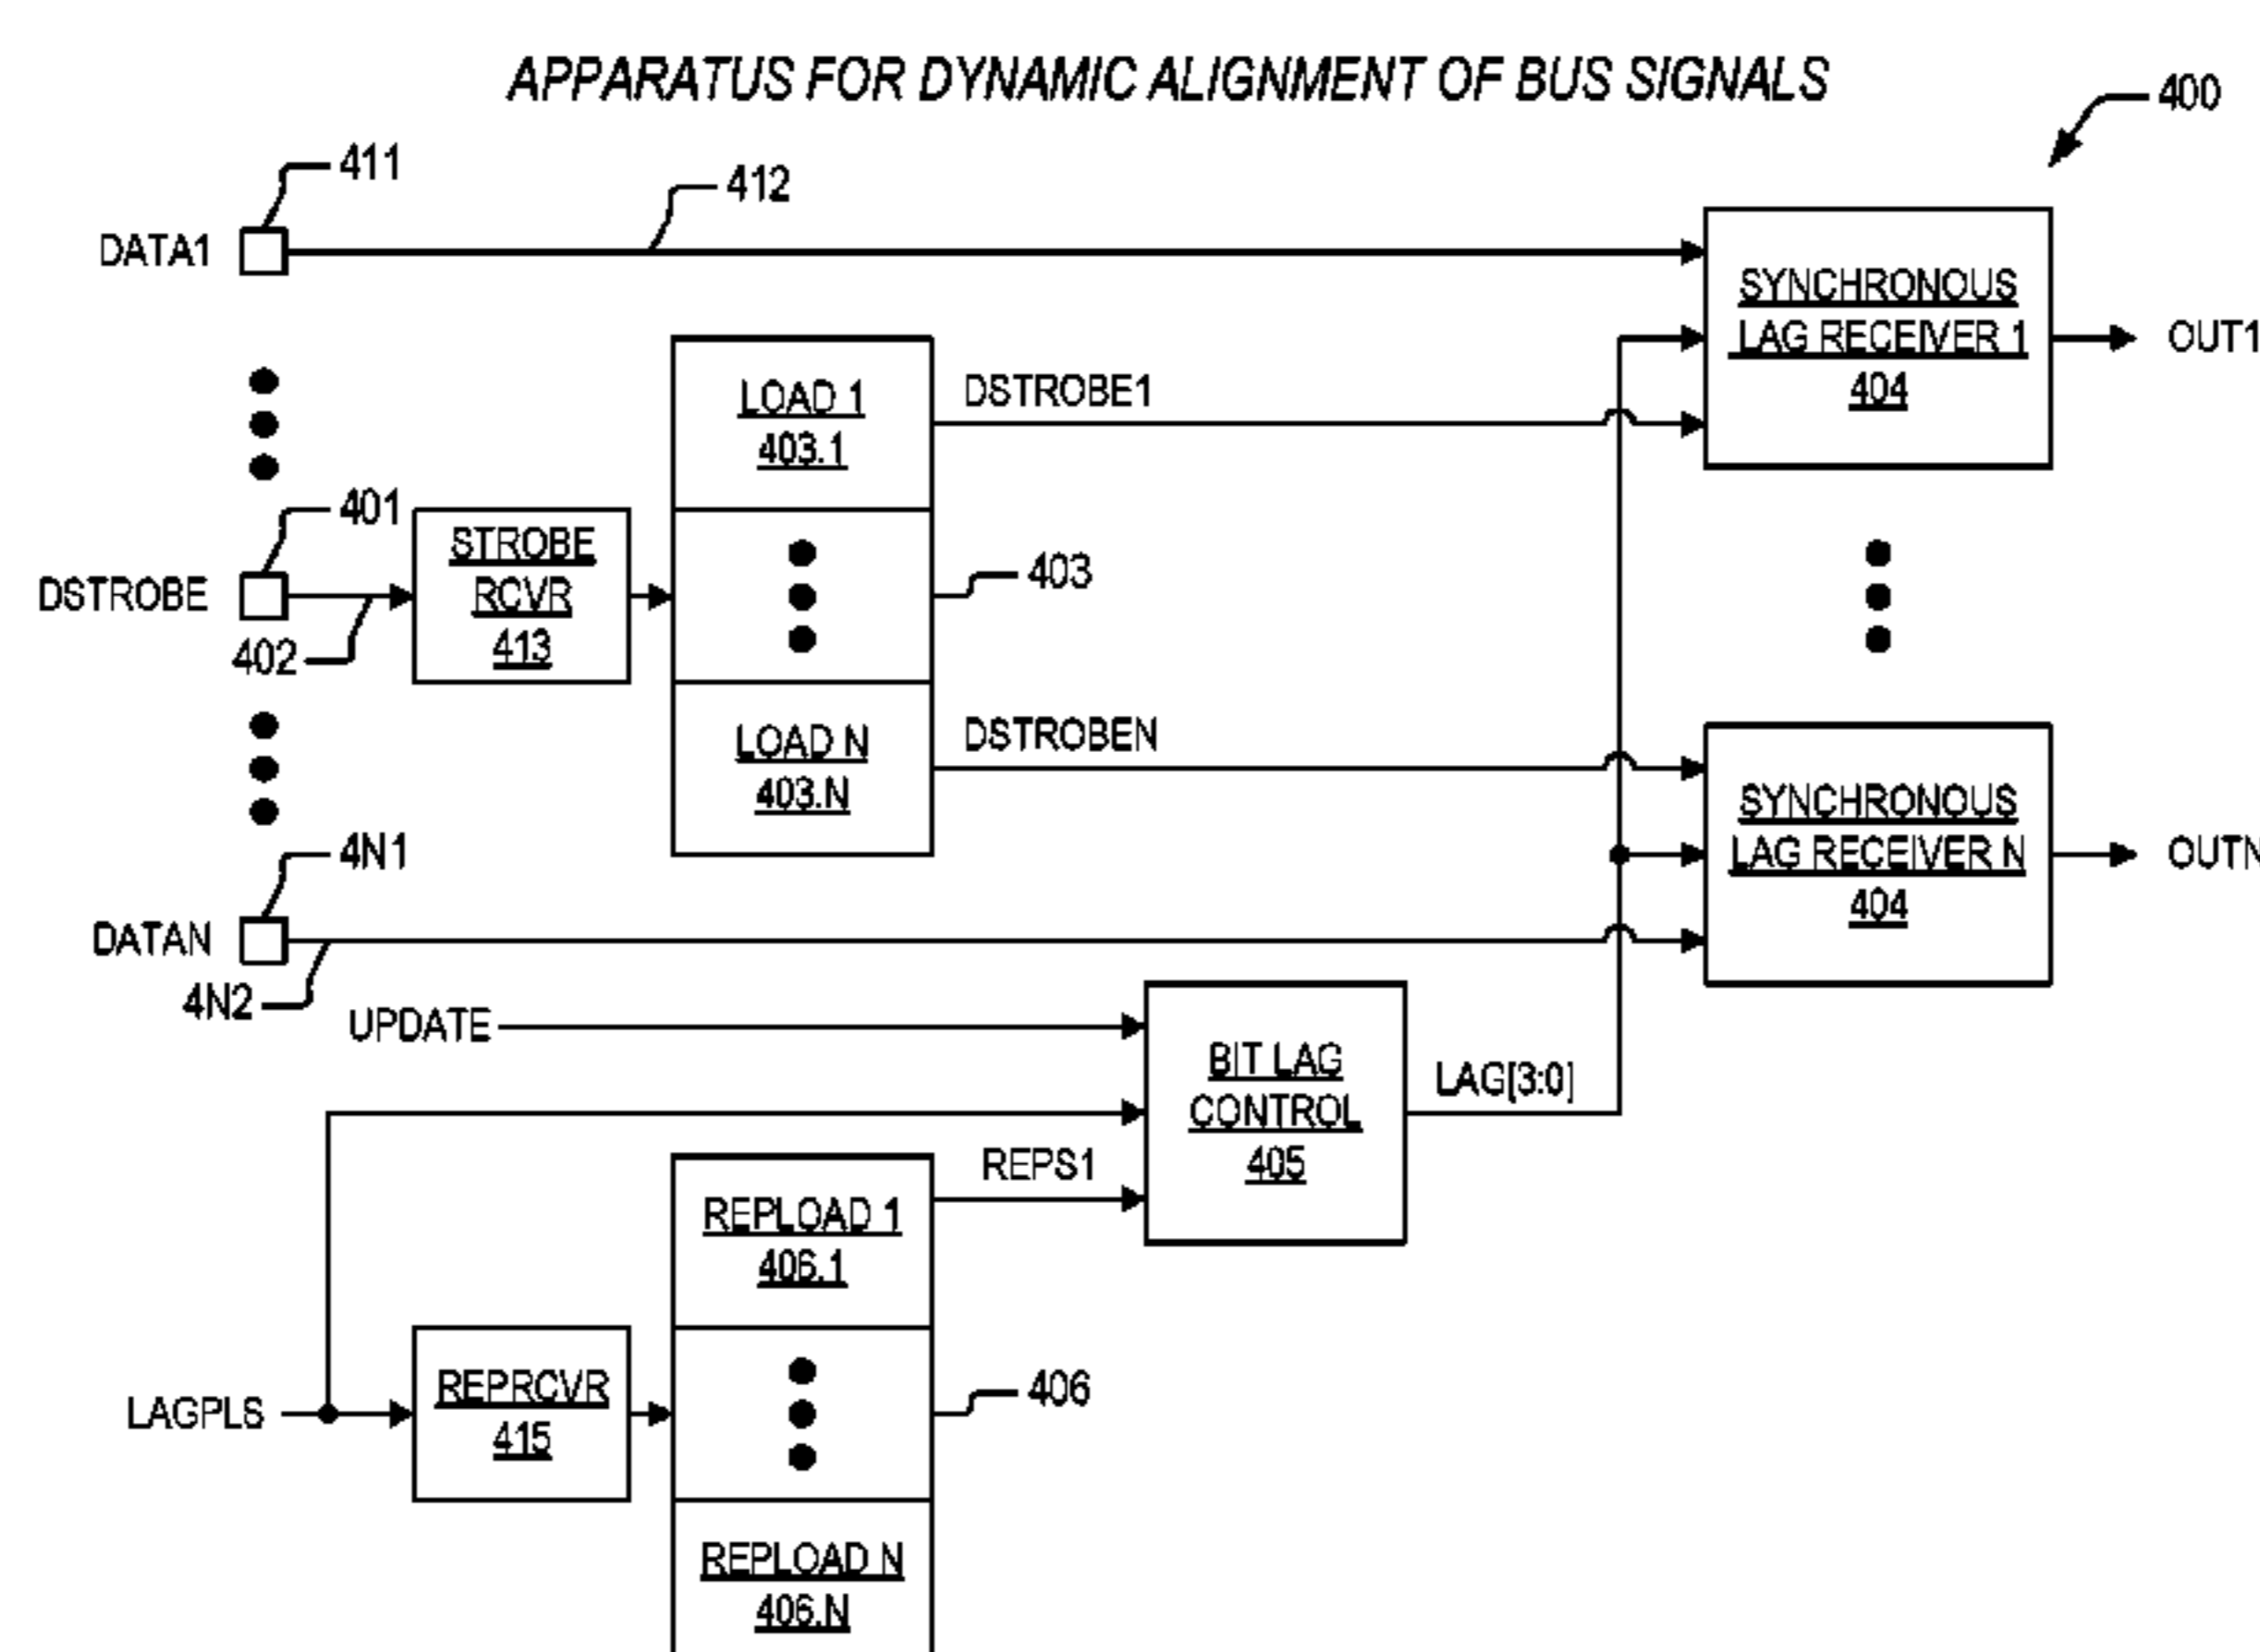 APPARATUS FOR DYNAMIC ALIGNMENT OF BUS SIGNALS
400
411
412
DATA1
SYNCHRONOUS
LAG RECEIVER 1
404
OUT1
LOAD 1
403.1
DSTROBE1
401
DSTROBE
402
STROBE
RCVR
413
403
LOAD N
403.N
DSTROBEN
SYNCHRONOUS
LAG RECEIVER N
404
OUTN
4N1
DATAN
4N2
UPDATE
BIT LAG
CONTROL
405
LAG[3:0]
REPS1
REPLOAD 1
406.1
LAGPLS
REPRCVR
415
406
REPLOAD N
406.N